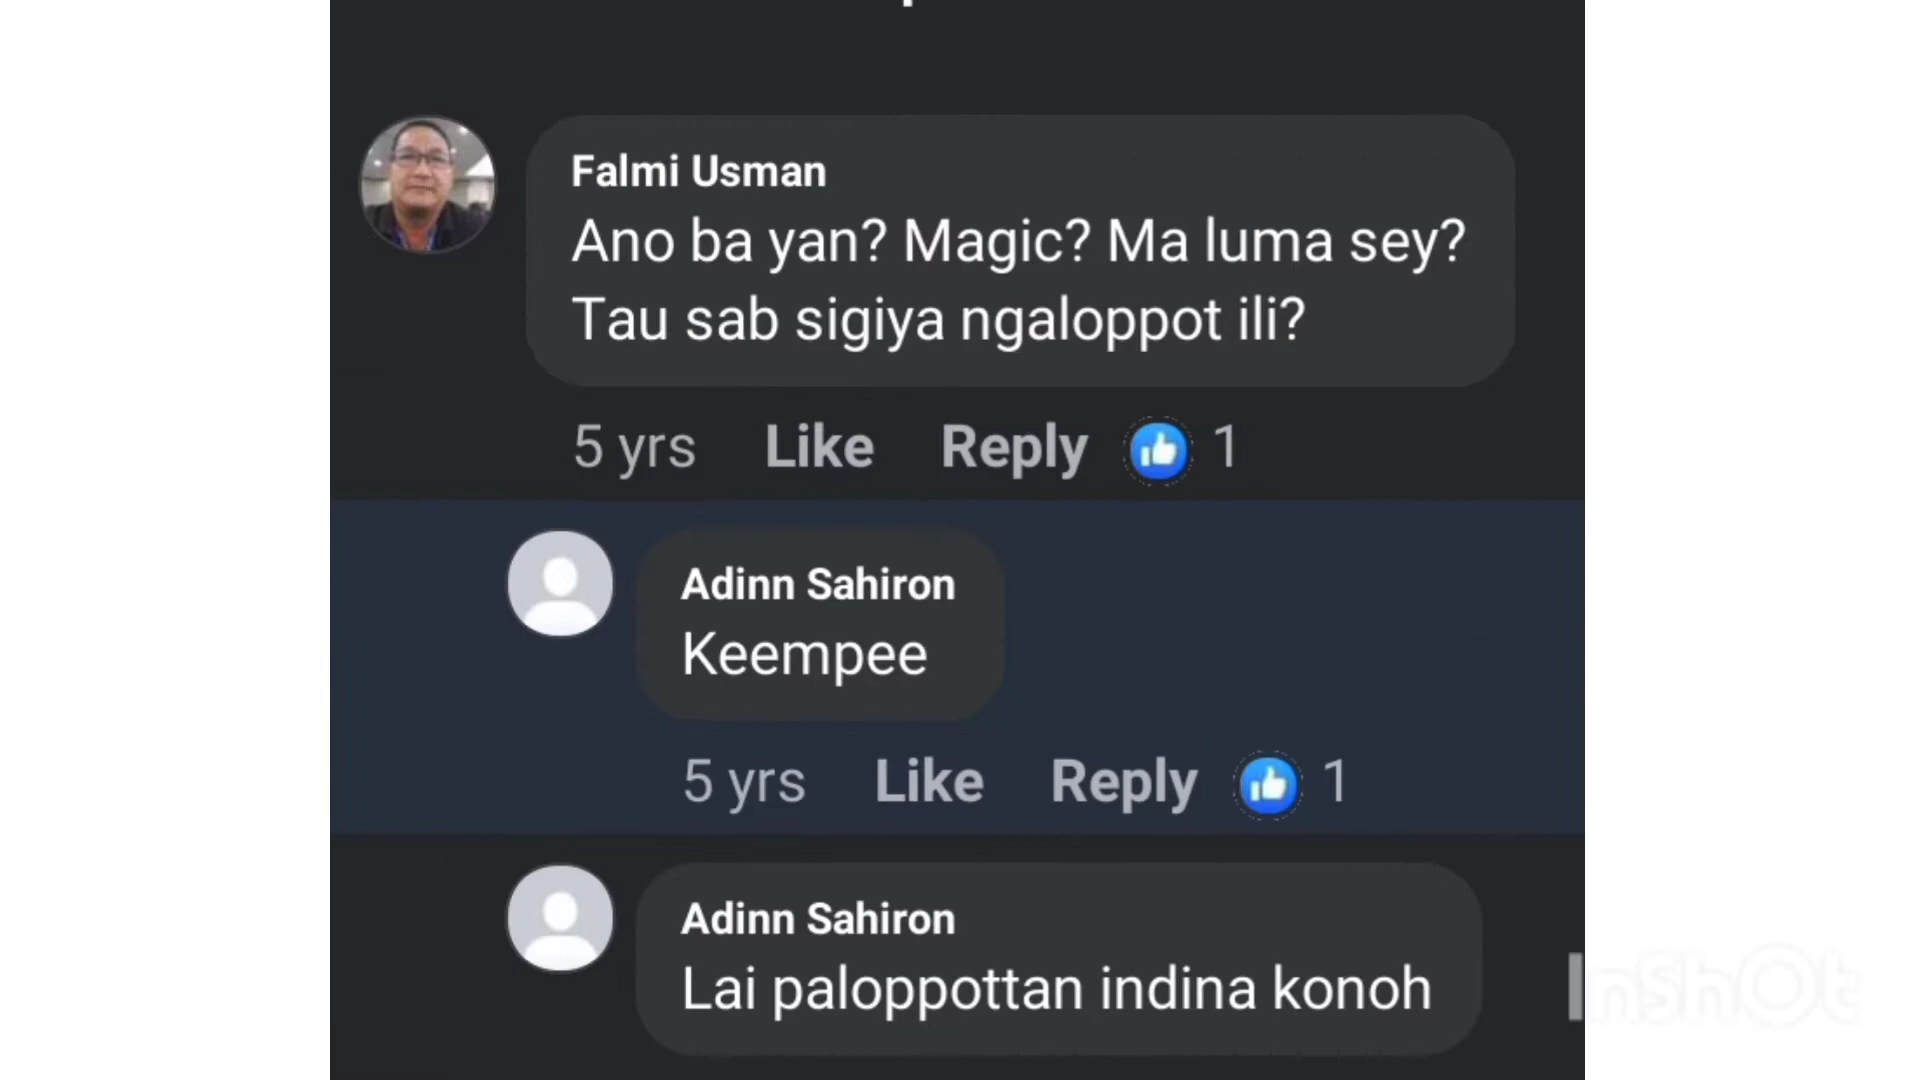 Falmi Usman
Ano ba yan? Magic? Ma luma sey?
Tau sab sigiya ngaloppot ili?
5 yrs Like Reply 1
Adinn Sahiron
Keempee
5 yrs Like Reply 1
Adinn Sahiron
Lai paloppottan indina konoh
InShOt